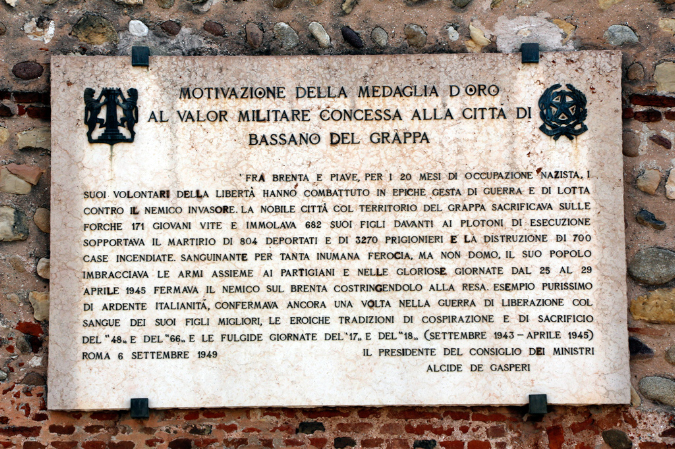 MOTIVAZIONE DELLA MEDAGLIA D'ORO
AL VALOR MILITARE CONCESSA ALLA CITTÀ DI
BASSANO DEL GRAPPA
"FRA BRENTA E PIAVE, PER I 20 MESI DI OCCUPAZIONE NAZISTA, I
SUOI VOLONTARI DELLA LIBERTÀ HANNO COMBATTUTO IN EPICHE GESTA DI GUERRA E DI LOTTA
CONTRO IL NEMICO INVASORE. LA NOBILE CITTÀ COL TERRITORIO DEL GRAPPA SACRIFICAVA SULLE
FORCHE 171 GIOVANI VITE E IMMOLAVA 682 SUOI FIGLI DAVANTI AI PLOTONI DI ESECUZIONE
SOPPORTAVA IL MARTIRIO DI 804 DEPORTATI E DI 3270 PRIGIONIERI E LA DISTRUZIONE DI 700
CASE INCENDIATE. SANGUINANTE PER TANTA INUMANA FEROCIA, MA NON DOMO, IL SUO POPOLO
IMBRACCIAVA LE ARMI ASSIEME AI PARTIGIANI E NELLE GLORIOSE GIORNATE DAL 25 AL 29
APRILE 1945 FERMAVA IL NEMICO SUL BRENTA COSTRINGENDOLO ALLA RESA. ESEMPIO PURISSIMO
DI ARDENTE ITALIANITÀ, CONFERMAVA ANCORA UNA VOLTA NELLA GUERRA DI LIBERAZIONE COL
SANGUE DEI SUOI FIGLI MIGLIORI, LE EROICHE TRADIZIONI DI COSPIRAZIONE E DI SACRIFICIO
DEL "48" E DEL "66" E LE FULGIDE GIORNATE DEL "17" E DEL "18" (SETTEMBRE 1943 - APRILE 1945)
ROMA 6 SETTEMBRE 1949 IL PRESIDENTE DEL CONSIGLIO DEI MINISTRI
ALCIDE DE GASPERI